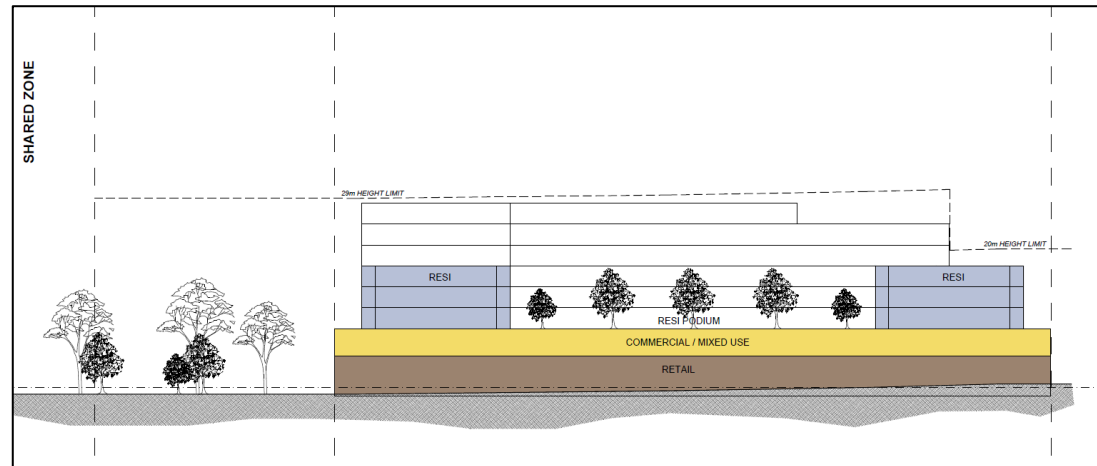 SHARED ZONE
29m HEIGHT LIMIT
20m HEIGHT LIMIT
RESI
RESI
RESI PODIUM
COMMERCIAL / MIXED USE
RETAIL